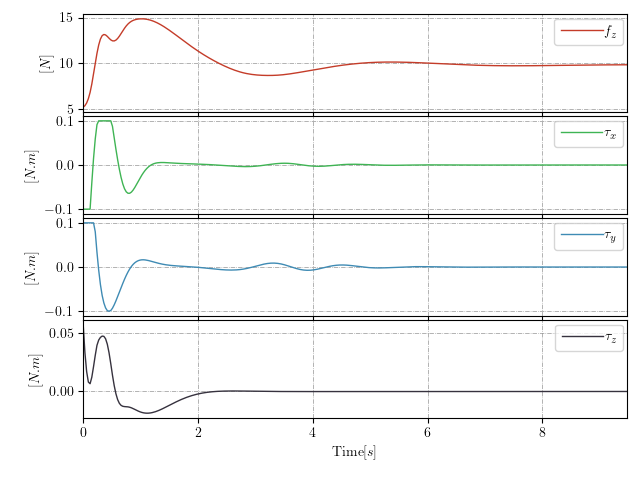 15
10
5
[N]
f_z
0.1
0.0
−0.1
[N.m]
τ_x
0.1
0.0
−0.1
[N.m]
τ_y
0.05
0.00
[N.m]
τ_z
0 2 4 6 8
Time[s]